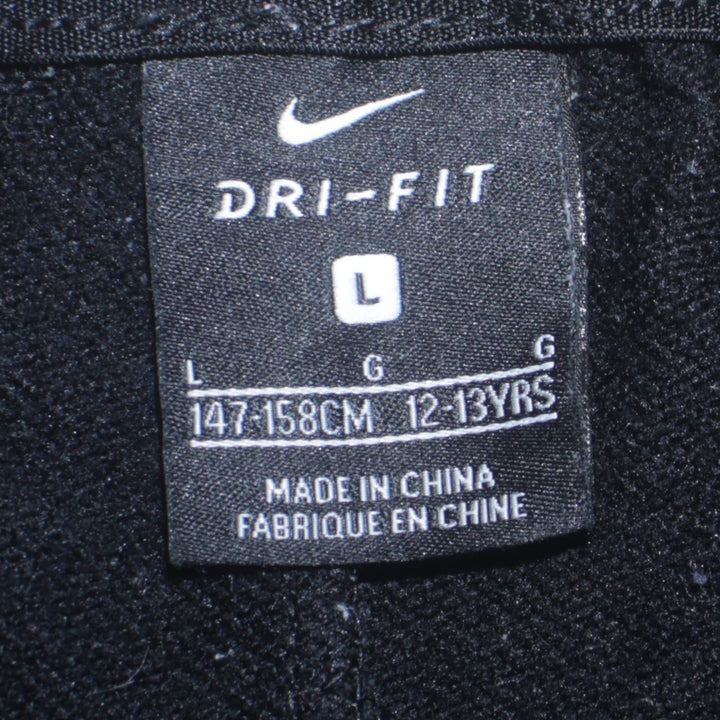 DRI-FIT
L
L G G
147-158CM 12-13YRS
MADE IN CHINA
FABRIQUE EN CHINE